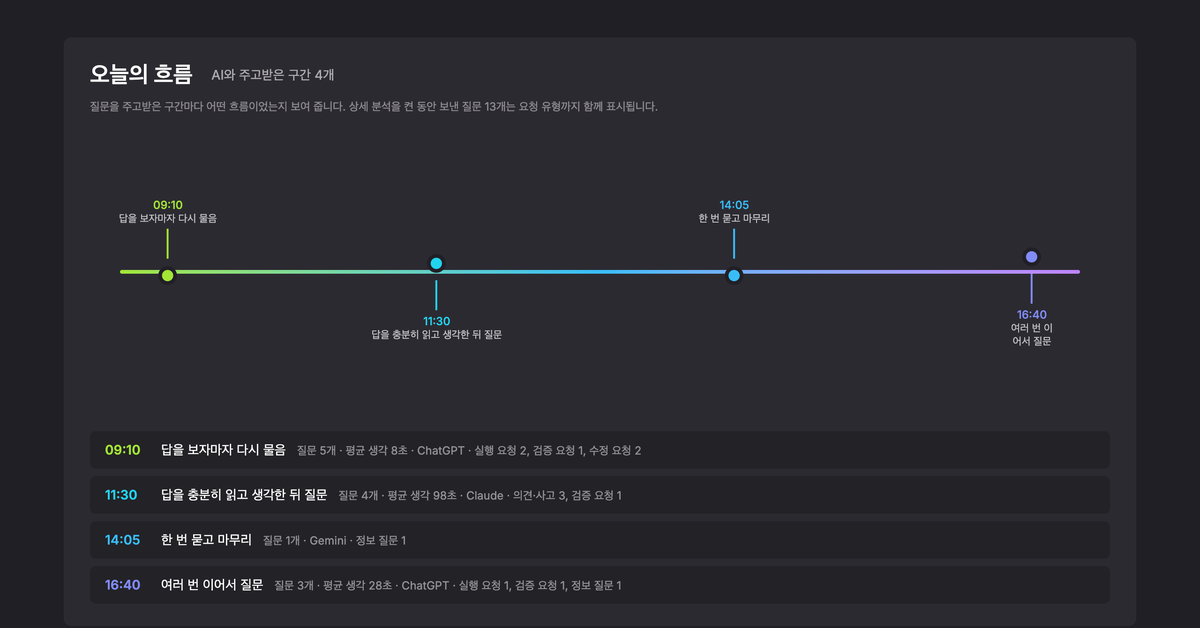 오늘의 흐름 AI와 주고받은 구간 4개
질문을 주고받은 구간마다 어떤 흐름이었는지 보여 줍니다. 상세 분석을 켠 동안 보낸 질문 13개는 요청 유형까지 함께 표시됩니다.
09:10
답을 보자마자 다시 물음
14:05
한 번 묻고 마무리
11:30
답을 충분히 읽고 생각한 뒤 질문
16:40
여러 번 이
어서 질문
09:10 답을 보자마자 다시 물음 질문 5개 · 평균 생각 8초 · ChatGPT · 실행 요청 2, 검증 요청 1, 수정 요청 2
11:30 답을 충분히 읽고 생각한 뒤 질문 질문 4개 · 평균 생각 98초 · Claude · 의견·사고 3, 검증 요청 1
14:05 한 번 묻고 마무리 질문 1개 · Gemini · 정보 질문 1
16:40 여러 번 이어서 질문 질문 3개 · 평균 생각 28초 · ChatGPT · 실행 요청 1, 검증 요청 1, 정보 질문 1